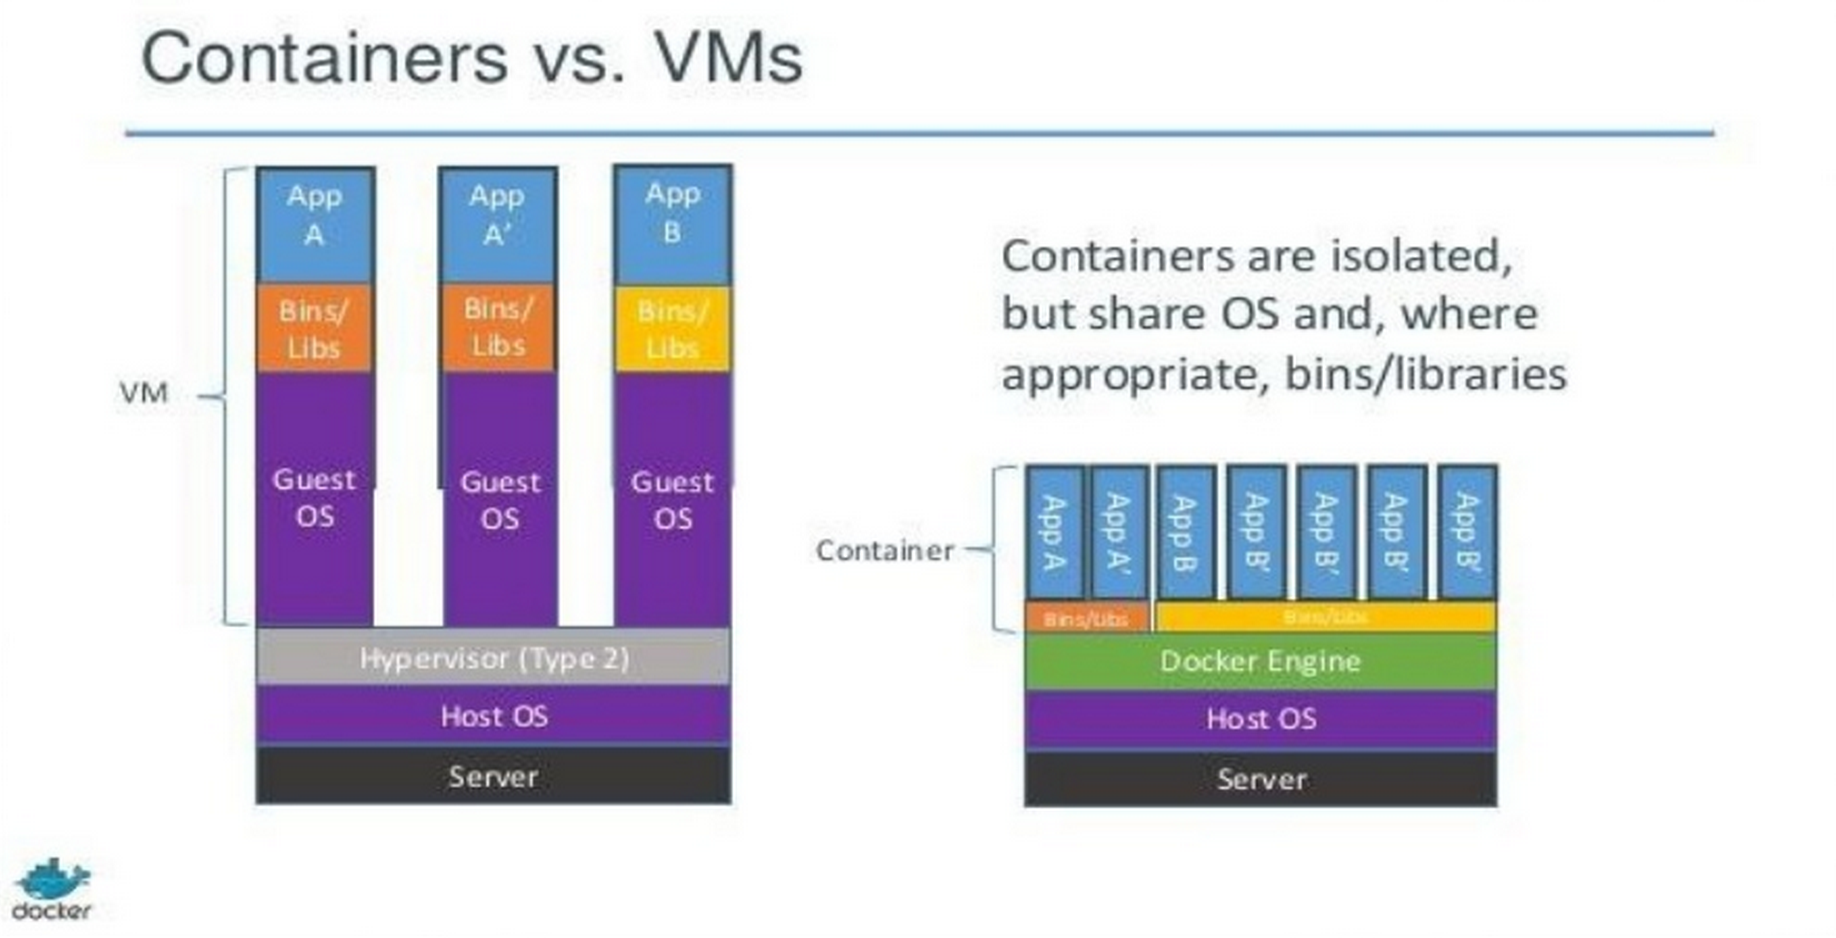 Containers vs. VMs
App
A
App
A’
App
B
Bins/
Libs
Bins/
Libs
Bins/
Libs
VM
Guest
OS
Guest
OS
Guest
OS
Hypervisor (Type 2)
Host OS
Server
Containers are isolated,
but share OS and, where
appropriate, bins/libraries
Container
App A
App A’
App B
App B’
App B’
App B’
App B’
Bins/Libs
Bins/Libs
Docker Engine
Host OS
Server
docker